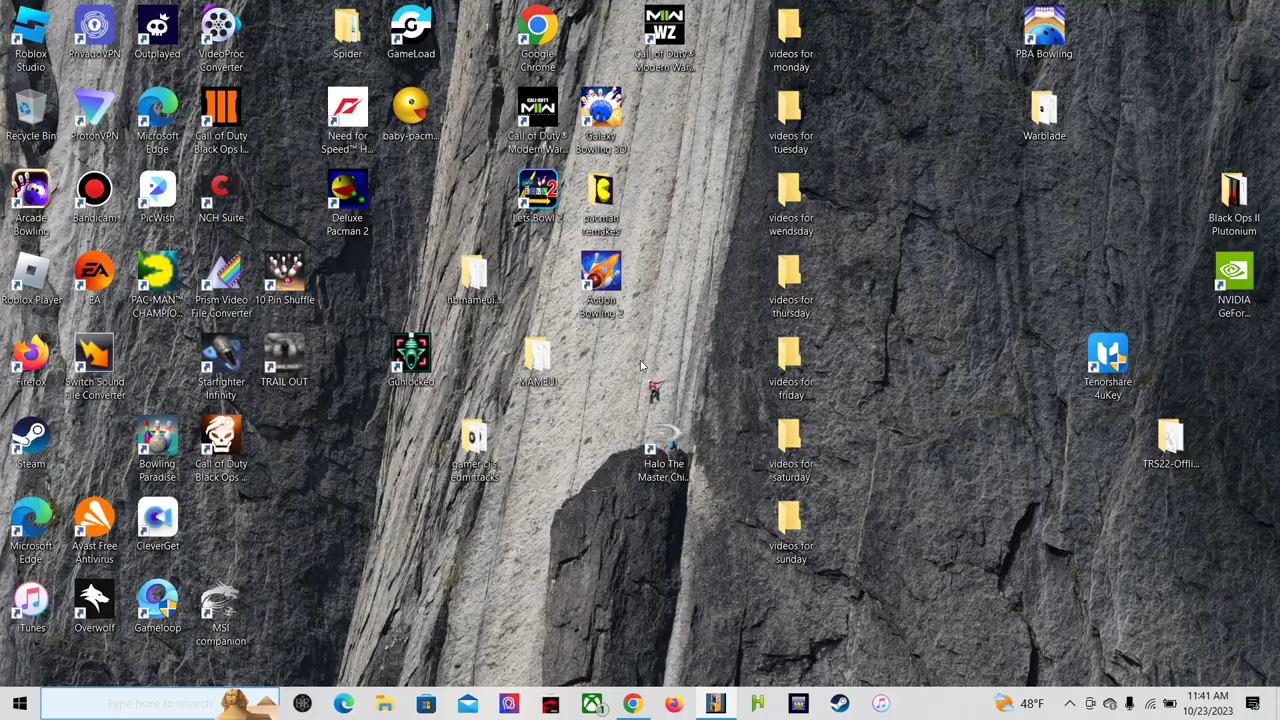 Roblox
Studio
PrivadoVPN
Outplayed
VideoProc
Converter
Spider
GameLoad
Google
Chrome
Call of Duty®
Modern War...
videos for
monday
PBA Bowling
Recycle Bin
ProtonVPN
Microsoft
Edge
Call of Duty
Black Ops I...
Need for
Speed™ H...
baby-pacm...
Call of Duty®
Modern War...
Galaxy
Bowling 3D
videos for
tuesday
Warblade
Arcade
Bowling
Bandicam
PicWish
NCH Suite
Deluxe
Pacman 2
Lets Bowl 2
pacman
remakes
videos for
wendsday
Black Ops II
Plutonium
Roblox Player
EA
PAC-MAN™
CHAMPIO...
Prism Video
File Converter
10 Pin Shuffle
hbmameui...
Action
Bowling 2
videos for
thursday
NVIDIA
GeFor...
Firefox
Switch Sound
File Converter
Starfighter
Infinity
TRAIL OUT
Gunlocked
MAMEUI
videos for
friday
Tenorshare
4uKey
Steam
Bowling
Paradise
Call of Duty
Black Ops ...
gamer cj's
edm tracks
Halo The
Master Chi...
videos for
saturday
TRS22-Offli...
Microsoft
Edge
Avast Free
Antivirus
CleverGet
videos for
sunday
iTunes
Overwolf
Gameloop
MSI
companion
Type here to search
48°F
11:41 AM
10/23/2023